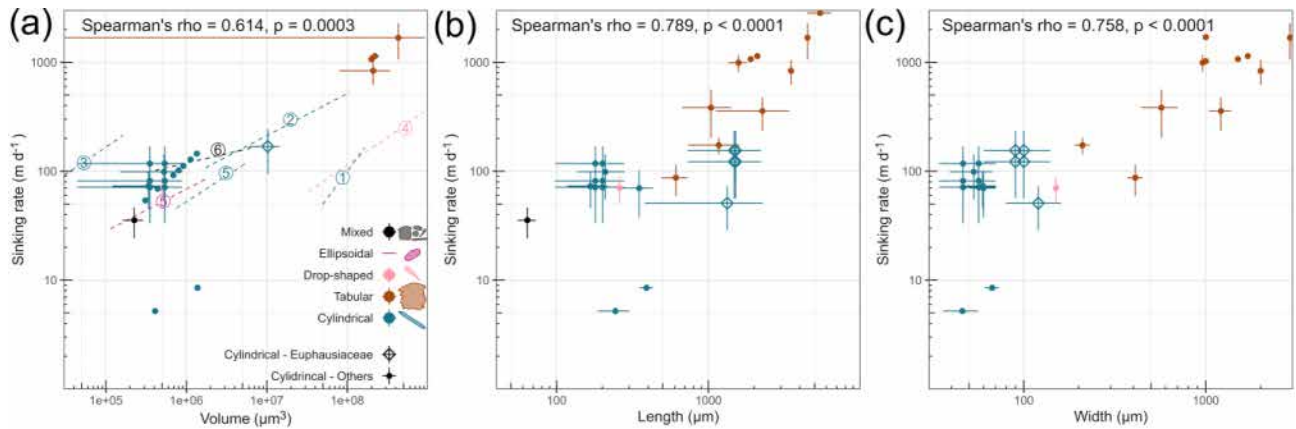 (a)
Spearman's rho = 0.614, p = 0.0003
1000
100
10
Sinking rate (m d⁻¹)
③
⑥
②
④
①
⑤
⑤
Mixed
Ellipsoidal
Drop-shaped
Tabular
Cylindrical
Cylindrical - Euphausiaceae
Cylidrincal - Others
1e+05 1e+06 1e+07 1e+08
Volume (µm³)
(b)
Spearman's rho = 0.789, p < 0.0001
1000
100
10
Sinking rate (m d⁻¹)
100 1000
Length (µm)
(c)
Spearman's rho = 0.758, p < 0.0001
1000
100
10
Sinking rate (m d⁻¹)
100 1000
Width (µm)